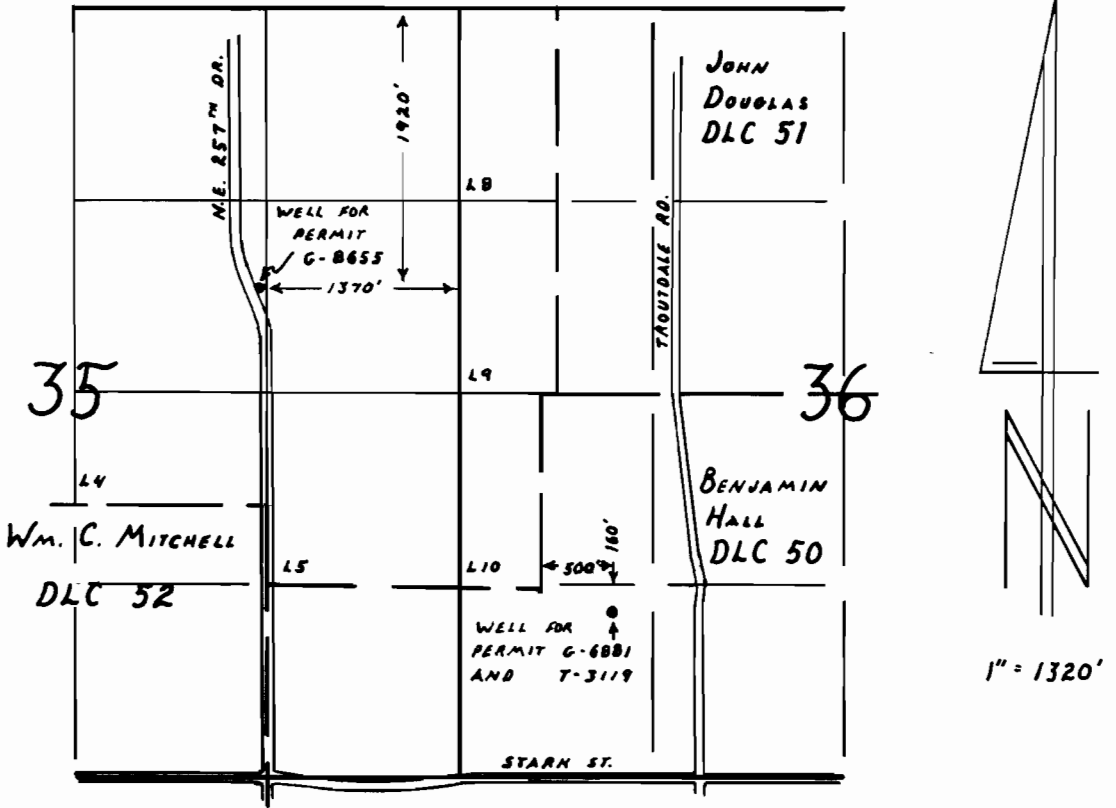 JOHN
DOUGLAS
DLC 51
N.E. 257TH DR.
1920'
L8
WELL FOR
PERMIT
G-8655
1370'
TROUTDALE RD.
35
L9
36
L4
WM. C. MITCHELL
DLC 52
L5
L10
BENJAMIN
HALL
DLC 50
500'
160'
WELL FOR
PERMIT G-6881
AND T-3119
STARK ST.
N
1" = 1320'